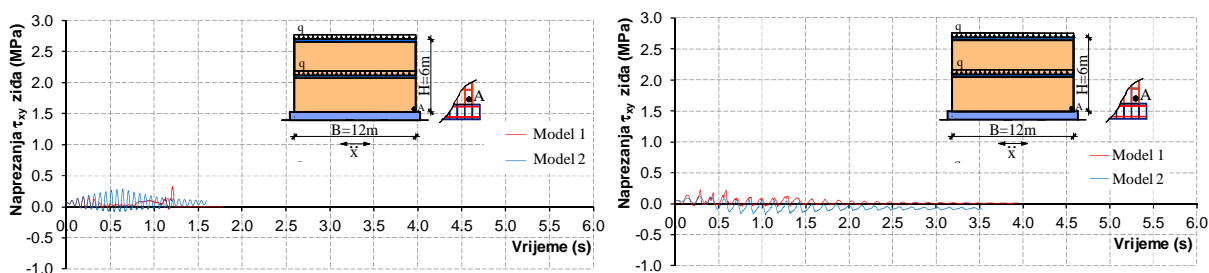 Naprezanja τxy ziđa (MPa)
3.0
2.5
2.0
1.5
1.0
0.5
0.0
-0.5
-1.0
0.0 0.5 1.0 1.5 2.0 2.5 3.0 3.5 4.0 4.5 5.0 5.5 6.0
Vrijeme (s)
q
q
H=6m
A
A
B=12m
ẍ
Model 1
Model 2
Naprezanja τxy ziđa (MPa)
3.0
2.5
2.0
1.5
1.0
0.5
0.0
-0.5
-1.0
0.0 0.5 1.0 1.5 2.0 2.5 3.0 3.5 4.0 4.5 5.0 5.5 6.0
Vrijeme (s)
q
q
H=6m
A
A
B=12m
ẍ
Model 1
Model 2